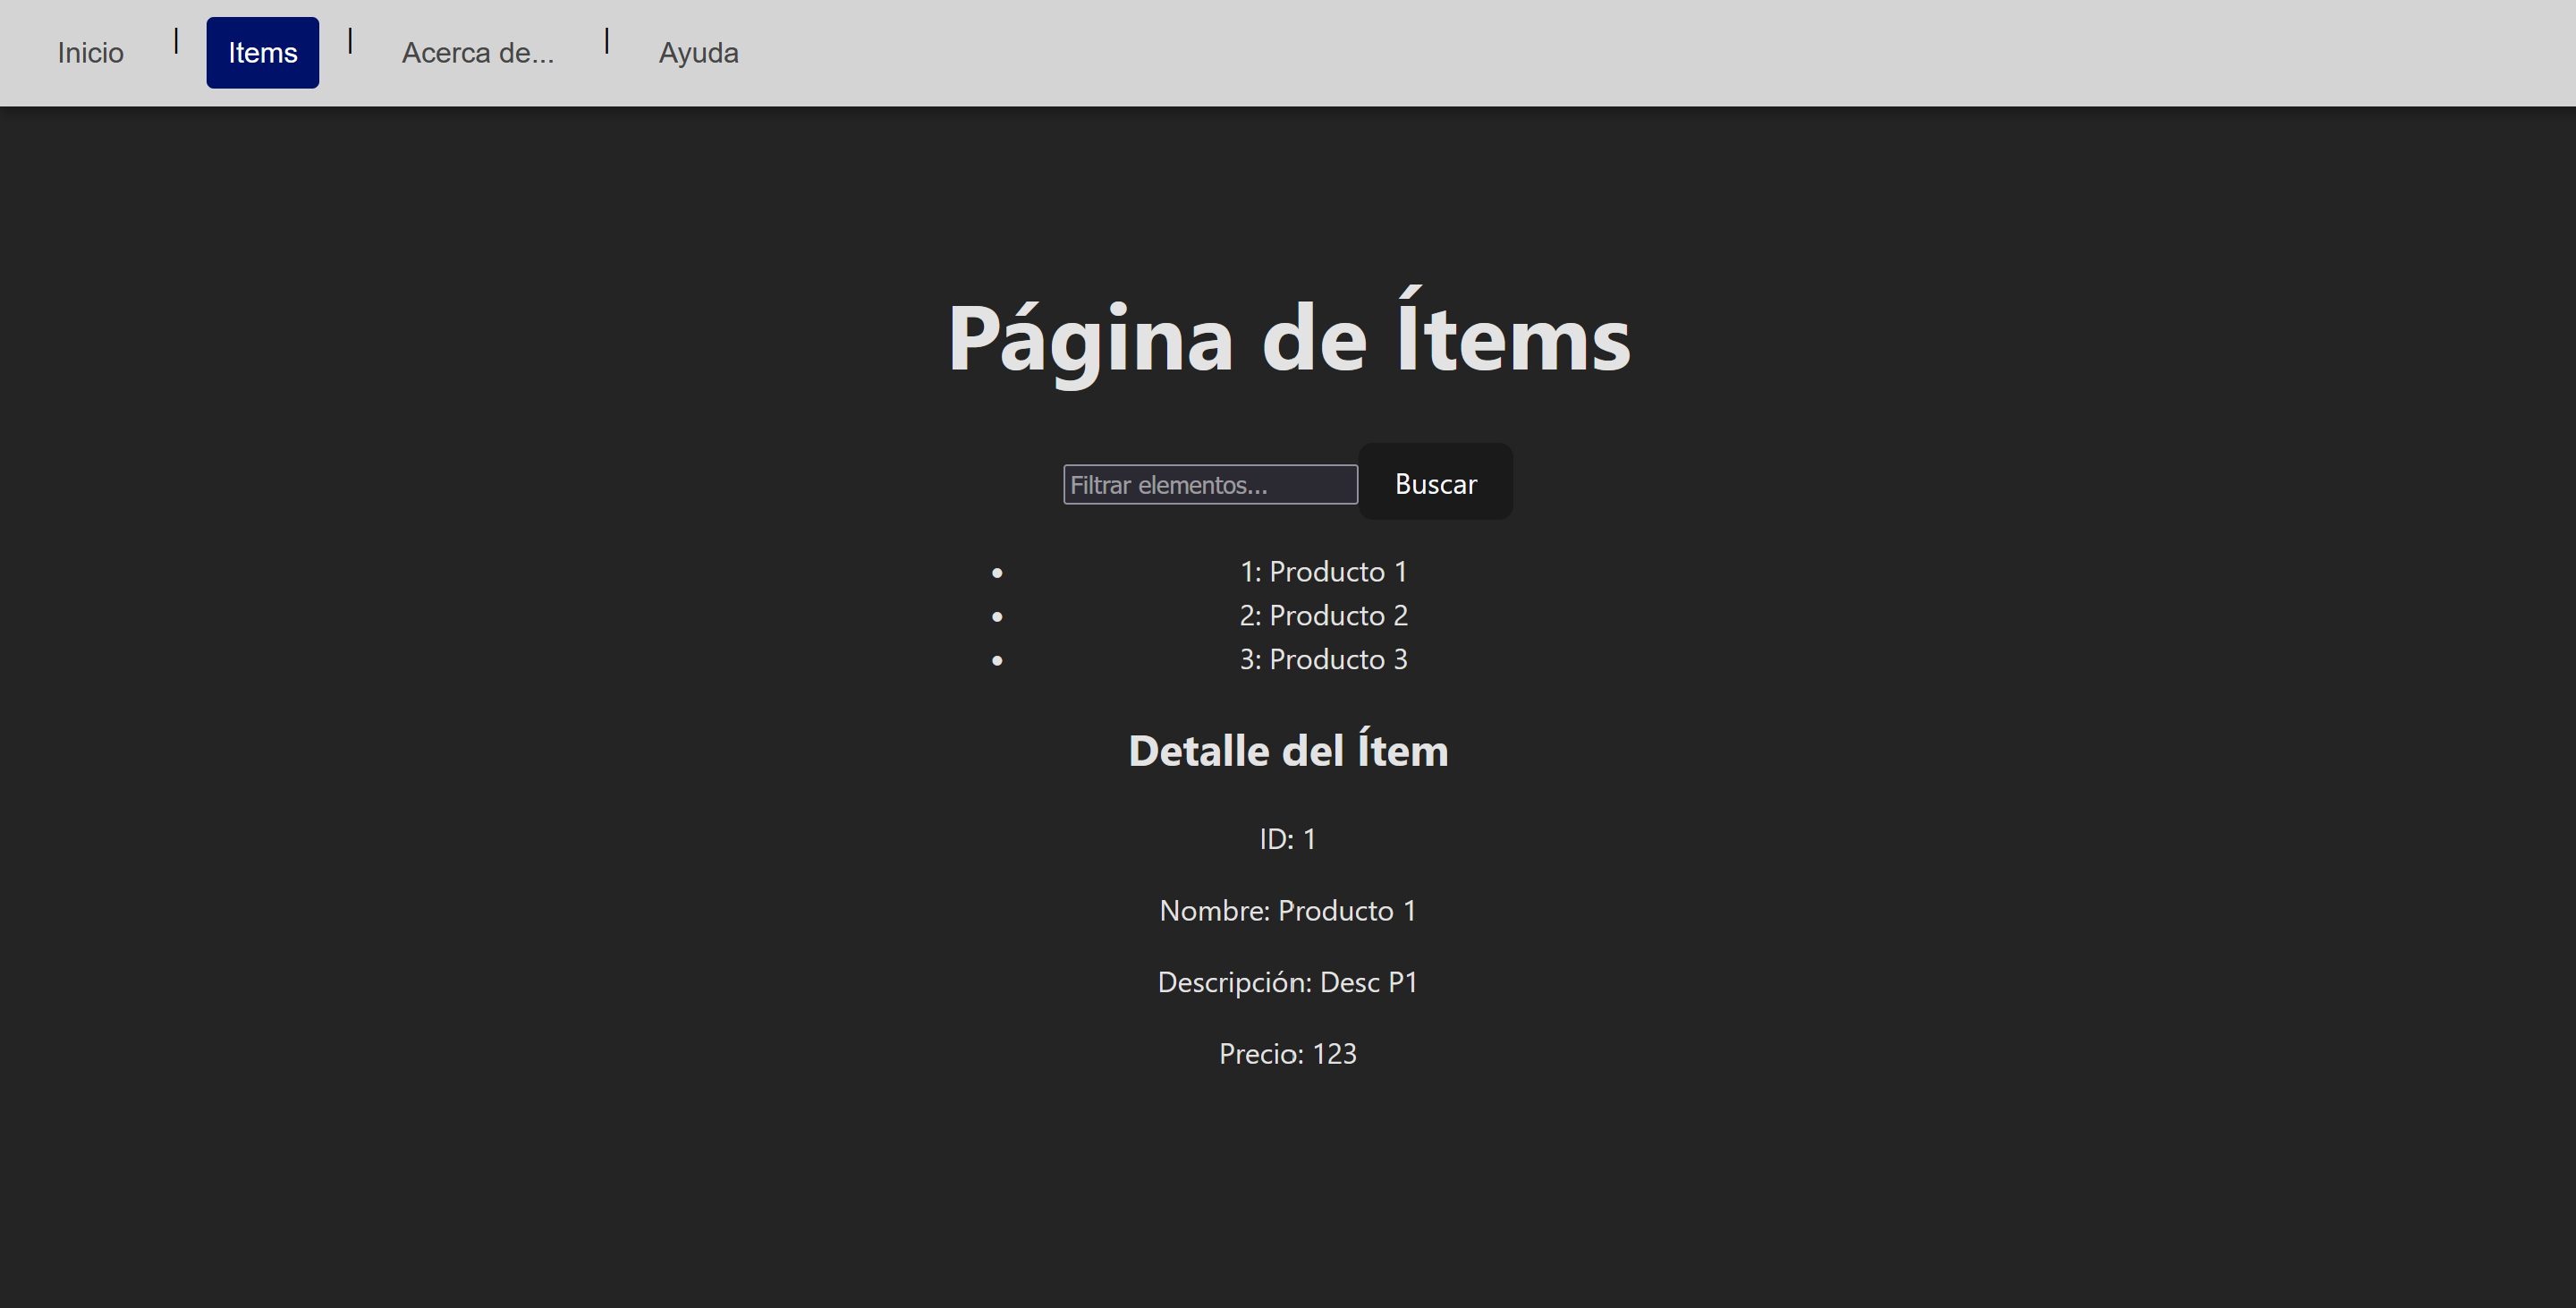 Inicio | Items | Acerca de... | Ayuda
Página de Ítems
Filtrar elementos... Buscar
• 1: Producto 1
• 2: Producto 2
• 3: Producto 3
Detalle del Ítem
ID: 1
Nombre: Producto 1
Descripción: Desc P1
Precio: 123